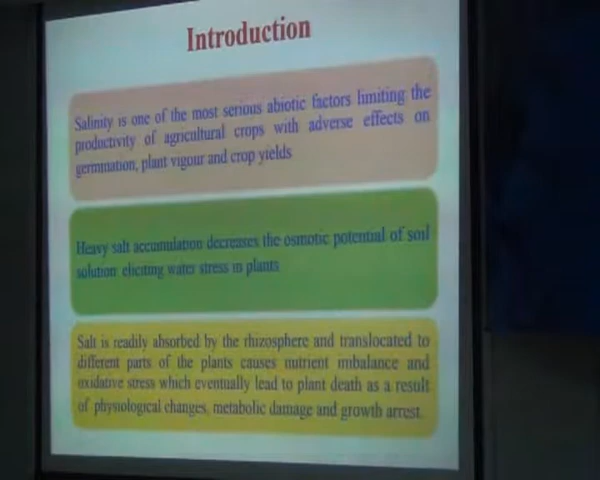 Introduction
Salinity is one of the most serious abiotic factors limiting the
productivity of agricultural crops with adverse effects on
germination, plant vigour and crop yields
Heavy salt accumulation decreases the osmotic potential of soil
solution eliciting water stress in plants
Salt is readily absorbed by the rhizosphere and translocated to
different parts of the plants causes nutrient imbalance and
oxidative stress which eventually lead to plant death as a result
of physiological changes, metabolic damage and growth arrest.